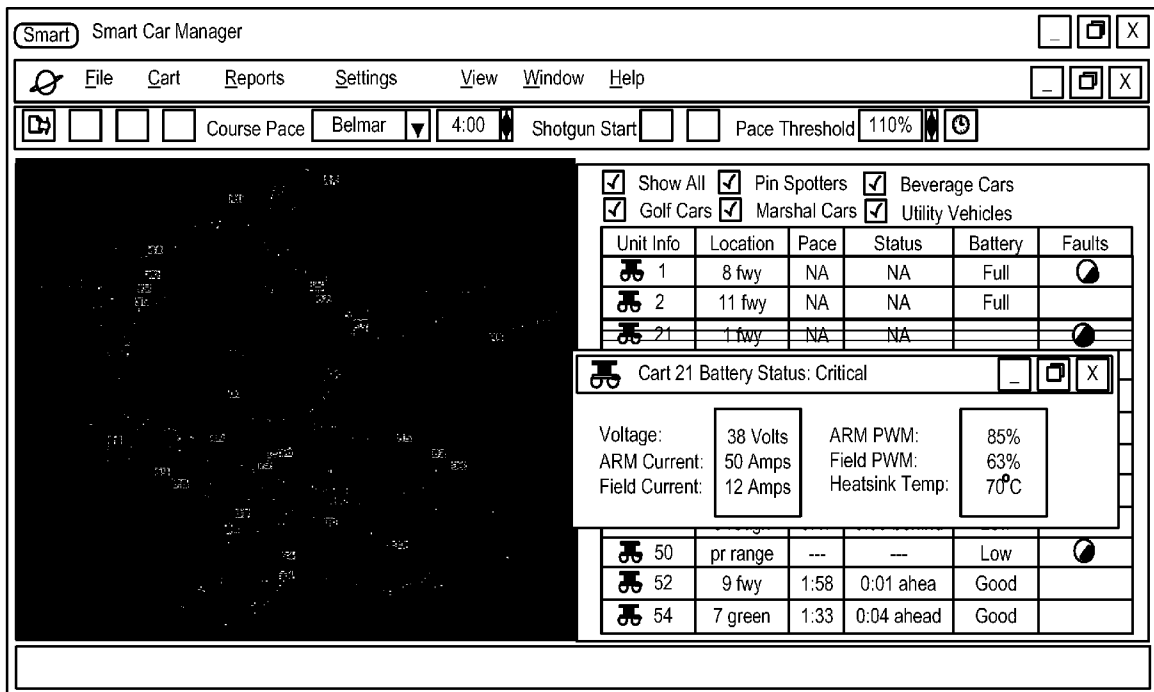 Smart Smart Car Manager _ X
File Cart Reports Settings View Window Help _ X
Course Pace Belmar 4:00 Shotgun Start Pace Threshold 110%
Show All Pin Spotters Beverage Cars
Golf Cars Marshal Cars Utility Vehicles
Unit Info Location Pace Status Battery Faults
1 8 fwy NA NA Full
2 11 fwy NA NA Full
21 1 fwy NA NA
Cart 21 Battery Status: Critical _ X
Voltage: 38 Volts ARM PWM: 85%
ARM Current: 50 Amps Field PWM: 63%
Field Current: 12 Amps Heatsink Temp: 70°C
50 pr range --- --- Low
52 9 fwy 1:58 0:01 ahea Good
54 7 green 1:33 0:04 ahead Good